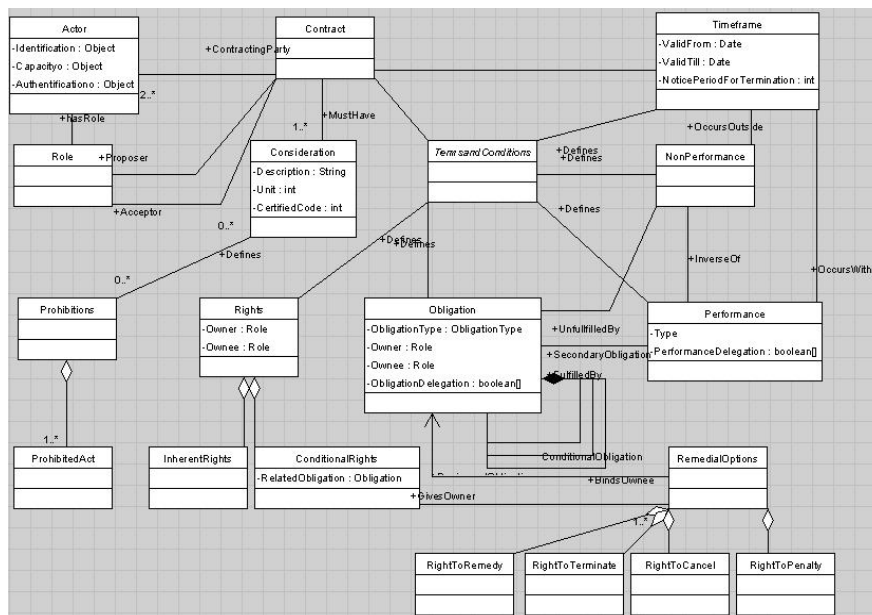 Actor
-Identification : Object
-Capacityo : Object
-Authentificationo : Object
Contract
Timeframe
-ValidFrom : Date
-ValidTill : Date
-NoticePeriodForTermination : int
+ContractingParty
2..*
+hasRole
+MustHave
1..*
+OccursOutside
Role
+Proposer
+Acceptor
Consideration
-Description : String
-Unit : int
-CertifiedCode : int
TermsandConditions
+Defines
+Defines
NonPerformance
+Defines
0..*
+Defines
+Defines
+Defines
+InverseOf
+OccursWith
0..*
Prohibitions
Rights
-Owner : Role
-Ownee : Role
Obligation
-ObligationType : ObligationType
-Owner : Role
-Ownee : Role
-ObligationDelegation : boolean[]
+UnfullfilledBy
+SecondaryObligation
+FulfilledBy
Performance
-Type
-PerformanceDelegation : boolean[]
1..*
ProhibitedAct
InherentRights
ConditionalRights
-RelatedObligation : Obligation
ConditionalObligation
+BindsOwnee
+GivesOwner
RemedialOptions
1..*
RightToRemedy
RightToTerminate
RightToCancel
RightToPenalty